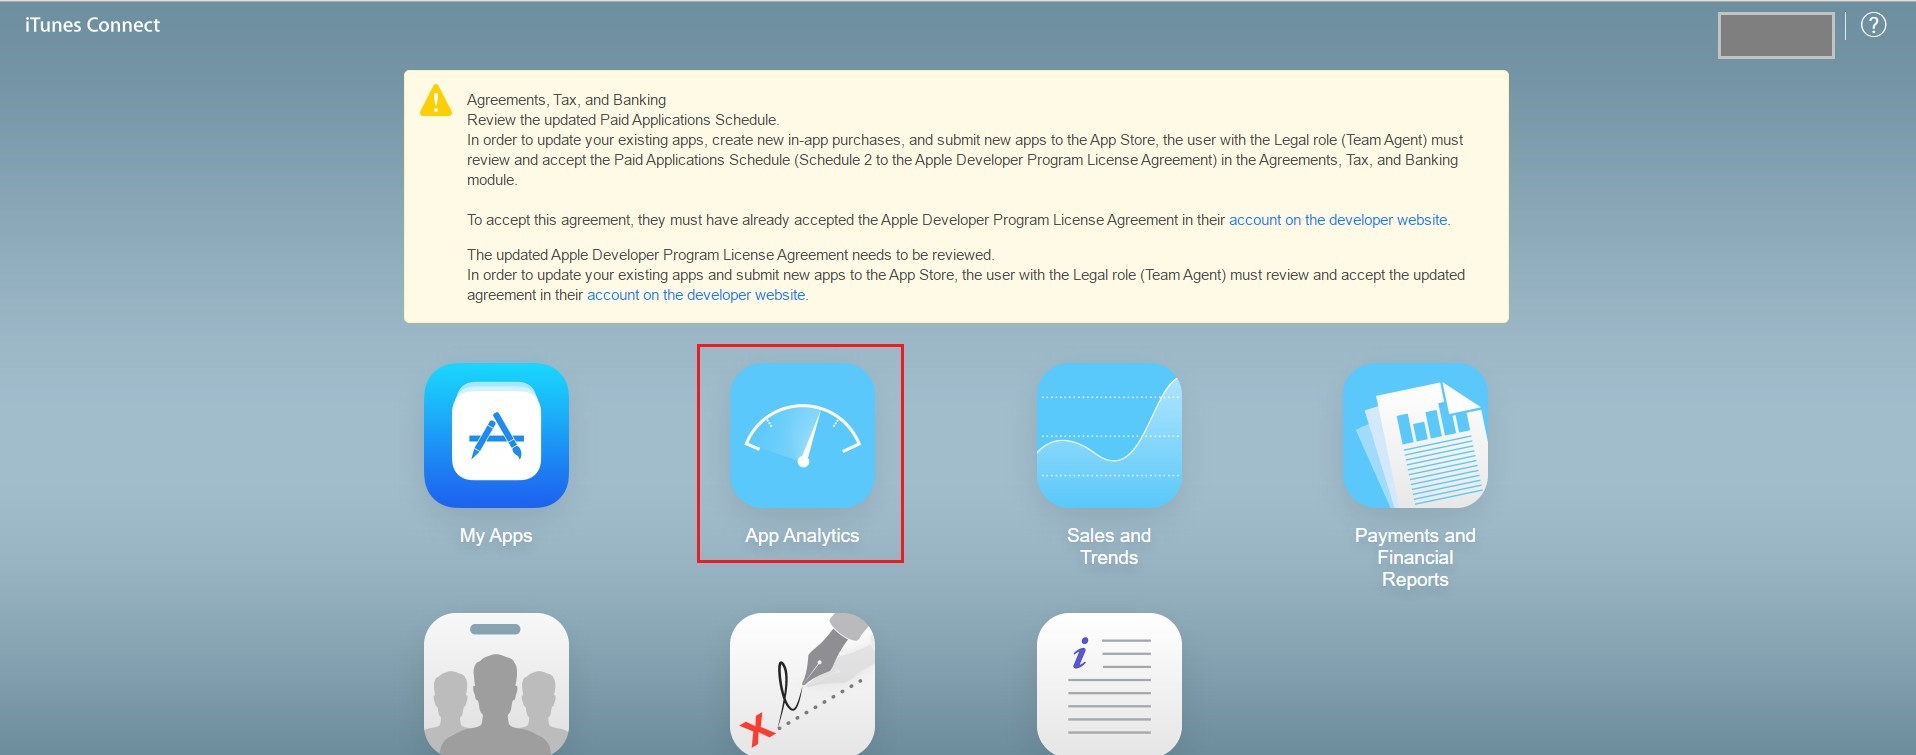 iTunes Connect
?
Agreements, Tax, and Banking
Review the updated Paid Applications Schedule.
In order to update your existing apps, create new in-app purchases, and submit new apps to the App Store, the user with the Legal role (Team Agent) must
review and accept the Paid Applications Schedule (Schedule 2 to the Apple Developer Program License Agreement) in the Agreements, Tax, and Banking
module.
To accept this agreement, they must have already accepted the Apple Developer Program License Agreement in their account on the developer website.
The updated Apple Developer Program License Agreement needs to be reviewed.
In order to update your existing apps and submit new apps to the App Store, the user with the Legal role (Team Agent) must review and accept the updated
agreement in their account on the developer website.
My Apps
App Analytics
Sales and
Trends
Payments and
Financial
Reports